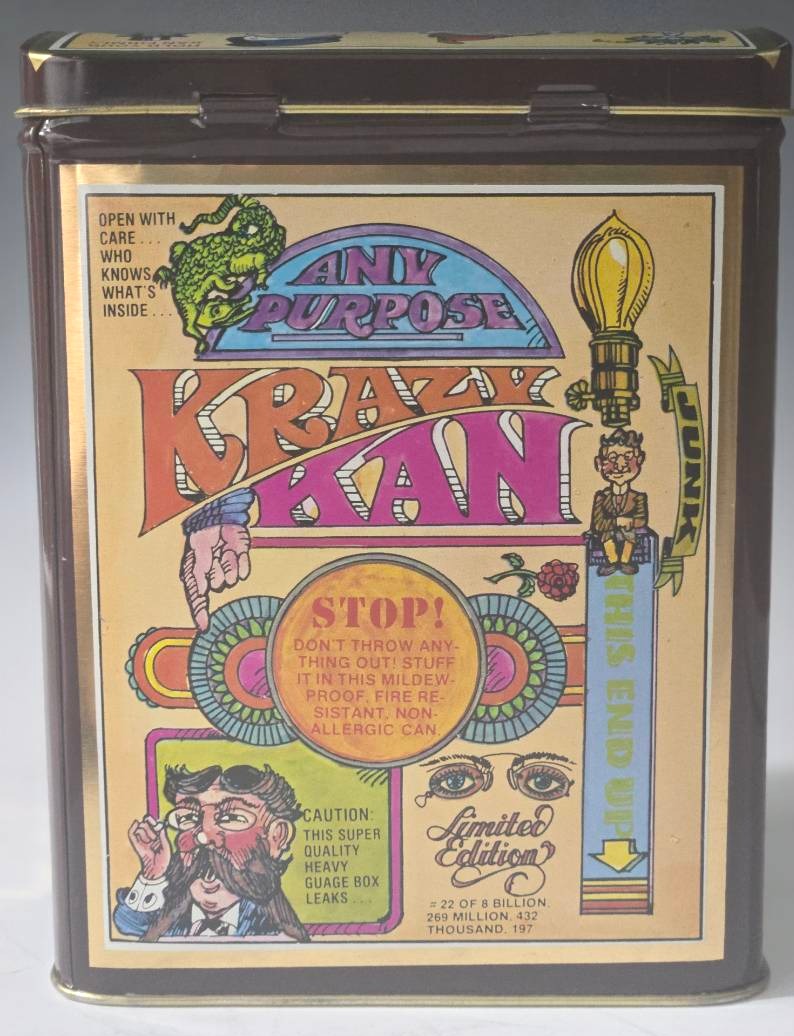 OPEN WITH
CARE...
WHO
KNOWS
WHAT'S
INSIDE...
ANY
PURPOSE
KRAZY
KAN
JUNK
STOP!
DON'T THROW ANY-
THING OUT! STUFF
IT IN THIS MILDEW-
PROOF, FIRE RE-
SISTANT, NON-
ALLERGIC CAN.
THIS END UP
CAUTION:
THIS SUPER
QUALITY
HEAVY
GUAGE BOX
LEAKS...
Limited
Edition
# 22 OF 8 BILLION,
269 MILLION, 432
THOUSAND, 197